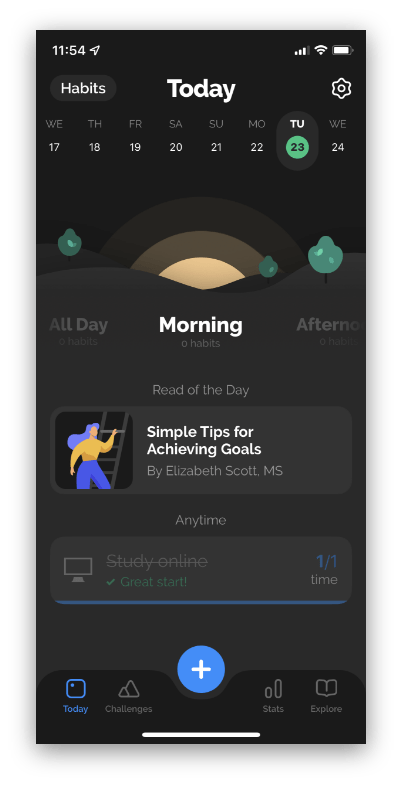 11:54
Habits
Today
WE TH FR SA SU MO TU WE
17 18 19 20 21 22 23 24
All Day Morning Afterno
0 habits 0 habits 0 habits
Read of the Day
Simple Tips for
Achieving Goals
By Elizabeth Scott, MS
Anytime
Study online 1/1
Great start! time
Today Challenges Stats Explore